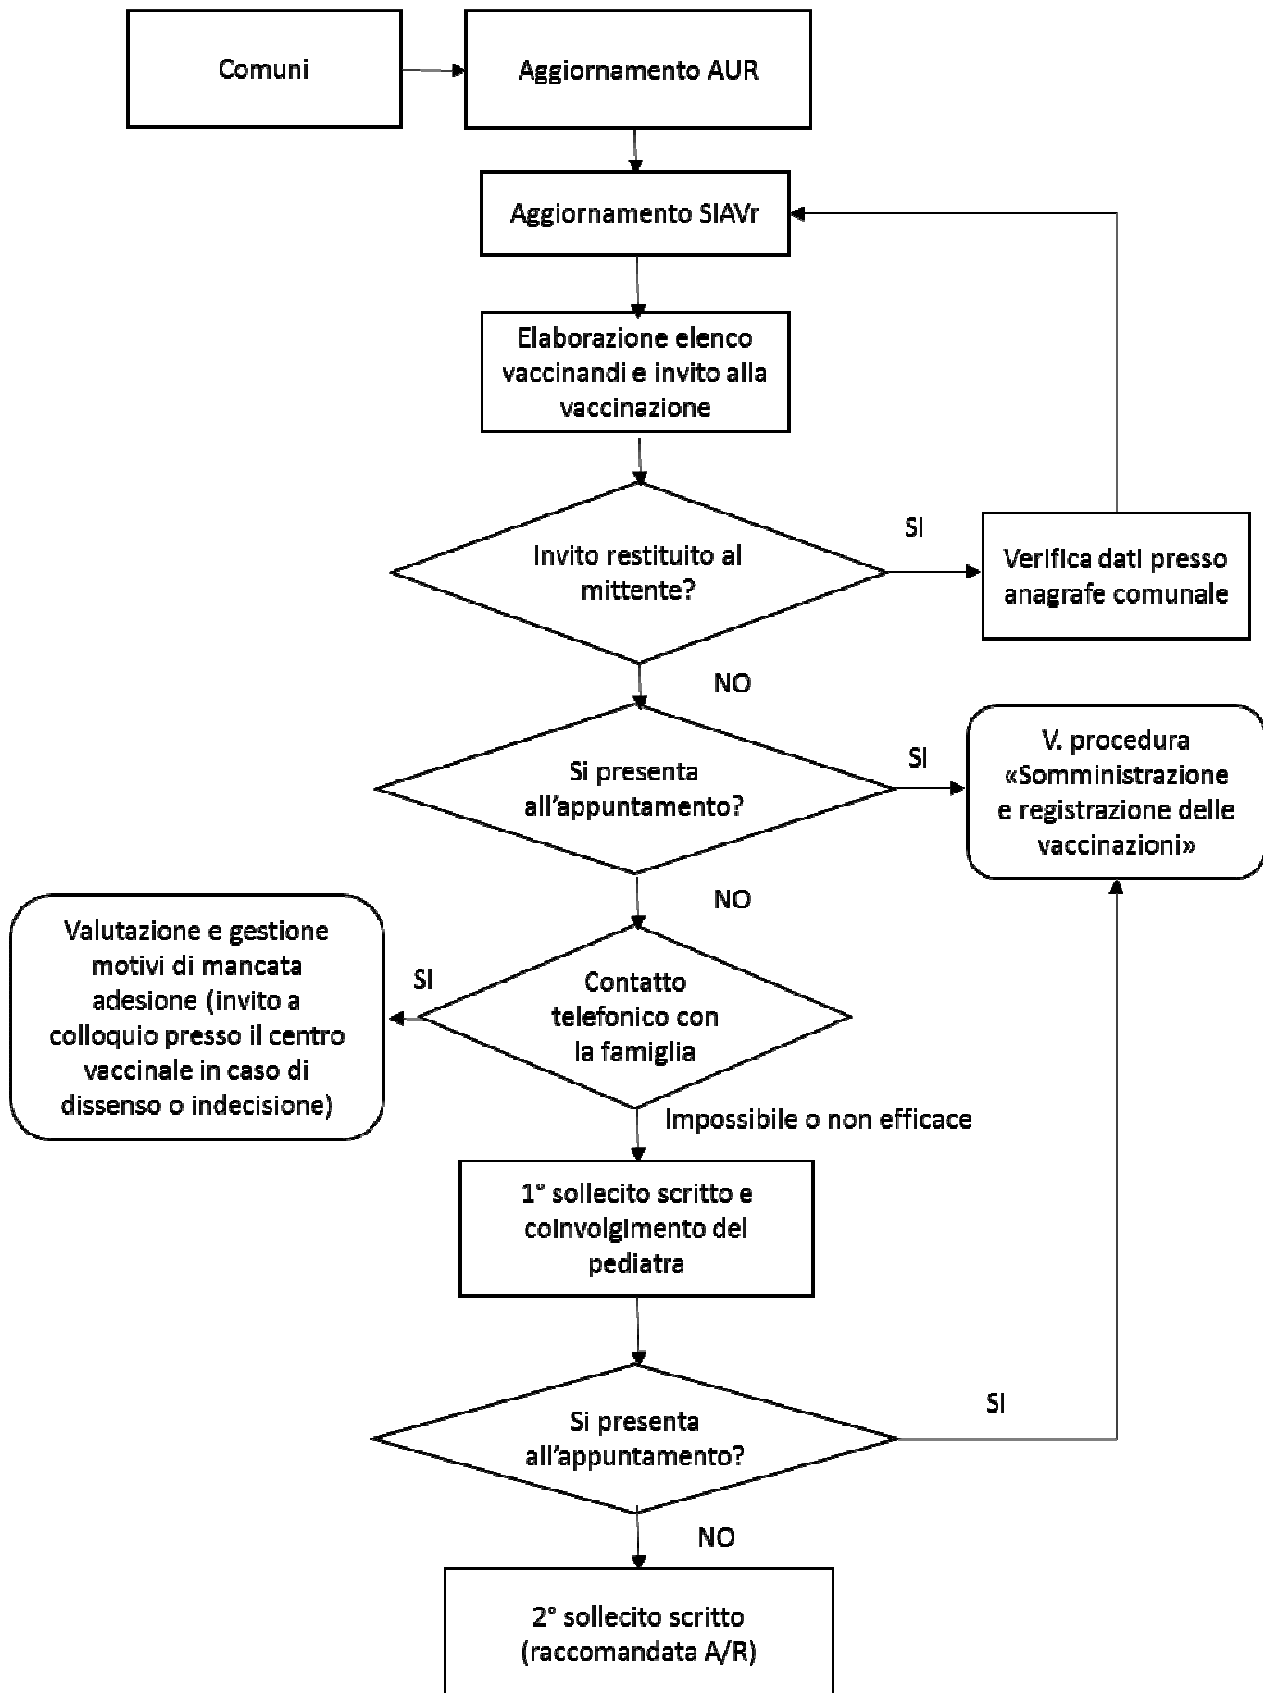 Comuni
Aggiornamento AUR
Aggiornamento SIAVr
Elaborazione elenco
vaccinandi e invito alla
vaccinazione
Invito restituito al
mittente?
SI
Verifica dati presso
anagrafe comunale
NO
Si presenta
all'appuntamento?
SI
V. procedura
«Somministrazione
e registrazione delle
vaccinazioni»
NO
Contatto
telefonico con
la famiglia
SI
Valutazione e gestione
motivi di mancata
adesione (invito a
colloquio presso il centro
vaccinale in caso di
dissenso o indecisione)
Impossibile o non efficace
1° sollecito scritto e
coinvolgimento del
pediatra
Si presenta
all'appuntamento?
SI
NO
2° sollecito scritto
(raccomandata A/R)